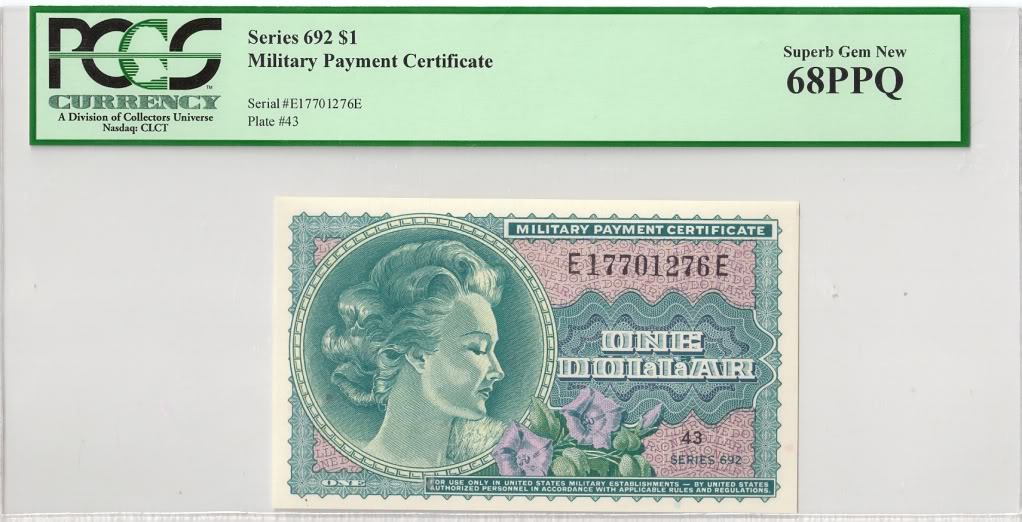 PCGS
TM
CURRENCY
A Division of Collectors Universe
Nasdaq: CLCT
Series 692 $1
Military Payment Certificate
Serial #E17701276E
Plate #43
Superb Gem New
68PPQ
MILITARY PAYMENT CERTIFICATE
E17701276E
ONE
DOLLAR
43
SERIES 692
ONE
FOR USE ONLY IN UNITED STATES MILITARY ESTABLISHMENTS — BY UNITED STATES
AUTHORIZED PERSONNEL IN ACCORDANCE WITH APPLICABLE RULES AND REGULATIONS.